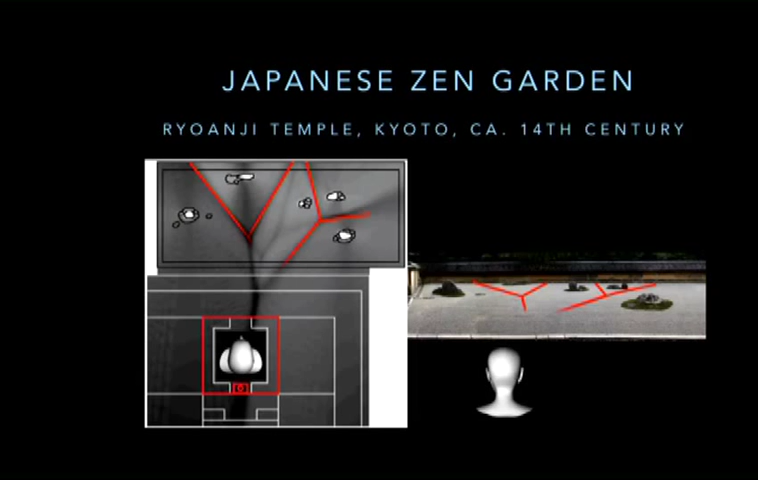 JAPANESE ZEN GARDEN
RYOANJI TEMPLE, KYOTO, CA. 14TH CENTURY